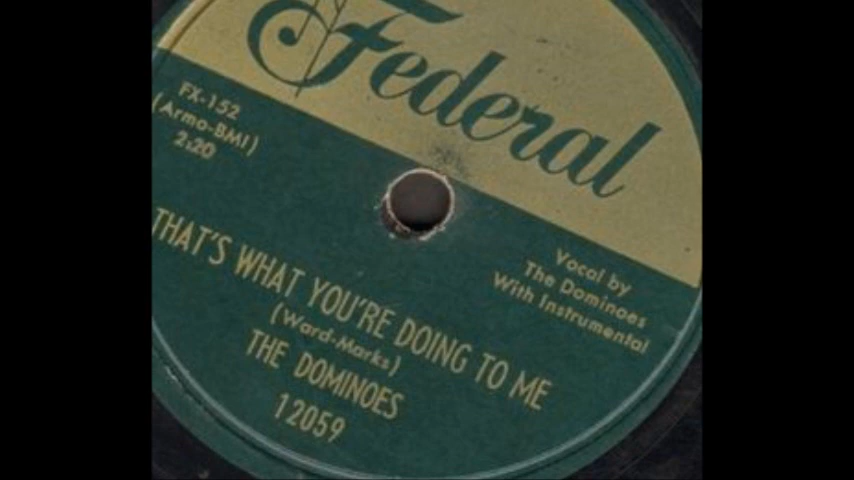 Federal
FX-152
(Armo-BMI)
2:20
Vocal by
The Dominoes
With Instrumental
THAT'S WHAT YOU'RE DOING TO ME
(Ward-Marks)
THE DOMINOES
12059